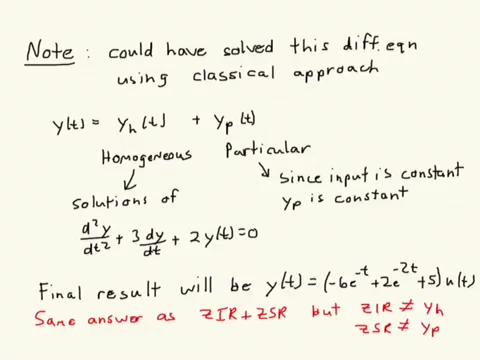 Note : could have solved this diff. eqn
using classical approach
y(t) = yh(t) + yp(t)
Homogeneous Particular
since input is constant
yp is constant
solutions of
d²y/dt² + 3 dy/dt + 2y(t) = 0
Final result will be y(t) = (-6e^-t + 2e^-2t + 5) u(t)
Same answer as ZIR + ZSR but ZIR ≠ yh
ZSR ≠ yp